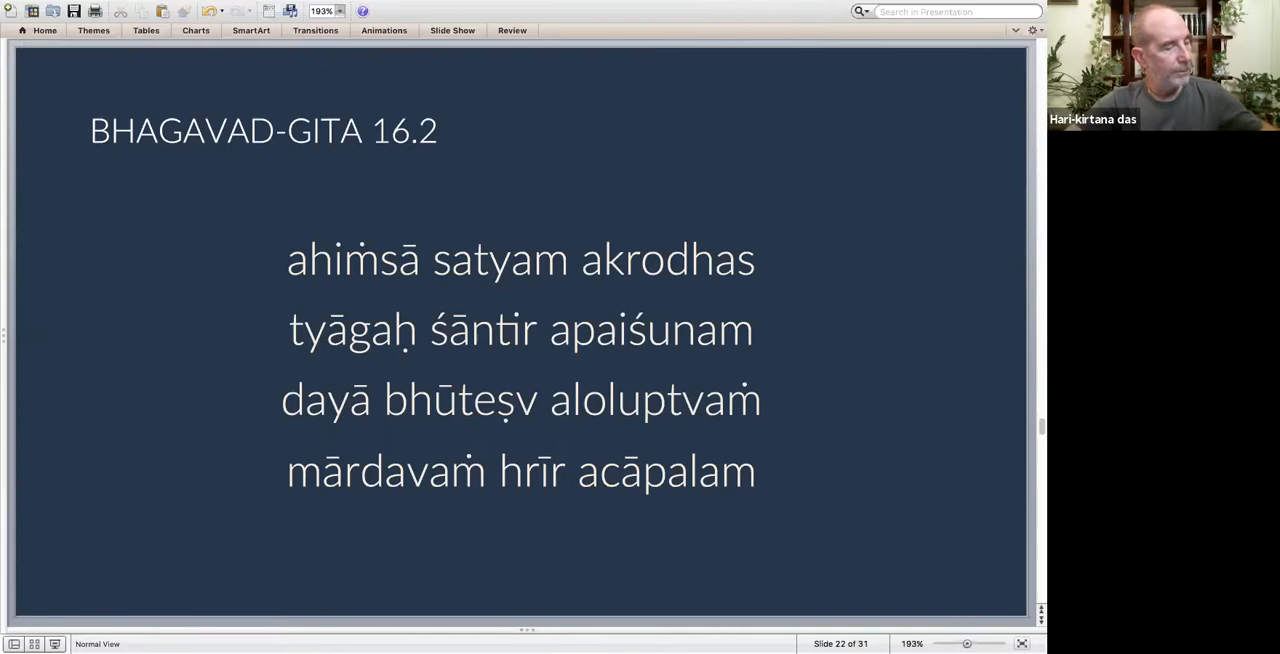 193%
Search in Presentation
Home Themes Tables Charts SmartArt Transitions Animations Slide Show Review
BHAGAVAD-GITA 16.2
ahiṁsā satyam akrodhas
tyāgaḥ śāntir apaiśunam
dayā bhūteṣv aloluptvaṁ
mārdavaṁ hrīr acāpalam
Hari-kirtana das
Normal View
Slide 22 of 31
193%